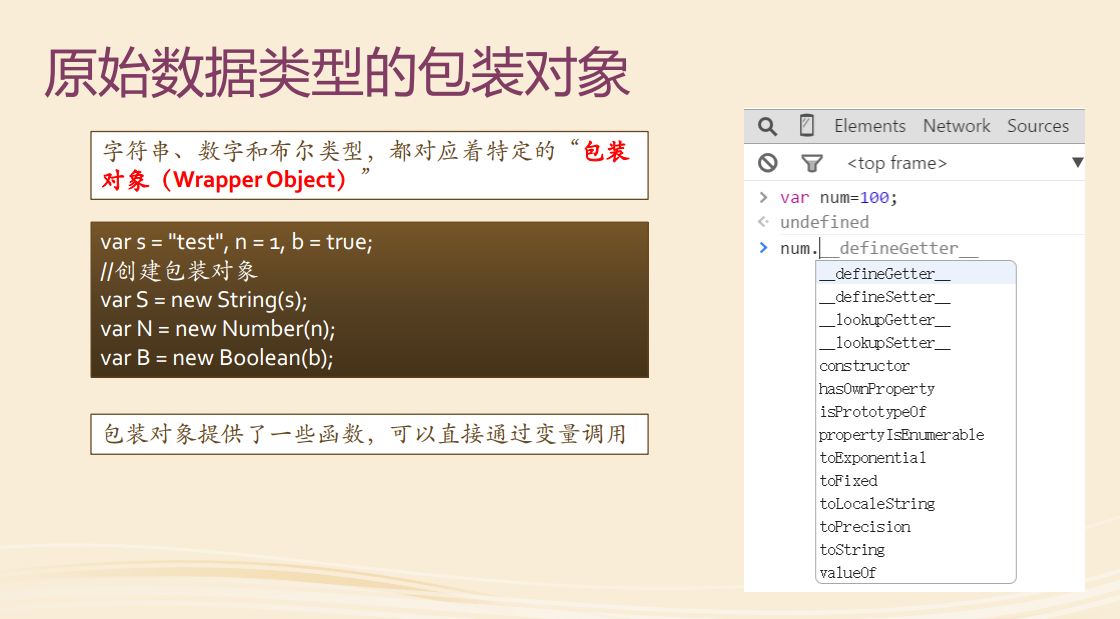 原始数据类型的包装对象
字符串、数字和布尔类型，都对应着特定的“包装
对象（Wrapper Object）”
var s = "test", n = 1, b = true;
//创建包装对象
var S = new String(s);
var N = new Number(n);
var B = new Boolean(b);
包装对象提供了一些函数，可以直接通过变量调用
Elements Network Sources
<top frame>
var num=100;
undefined
num.__defineGetter__
__defineGetter__
__defineSetter__
__lookupGetter__
__lookupSetter__
constructor
hasOwnProperty
isPrototypeOf
propertyIsEnumerable
toExponential
toFixed
toLocaleString
toPrecision
toString
valueOf